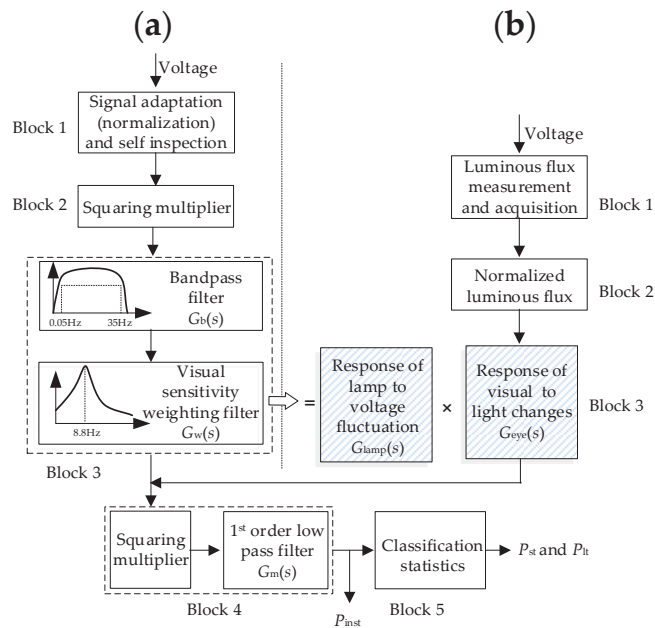 (a)
(b)
Voltage
Block 1
Signal adaptation
(normalization)
and self inspection
Block 2
Squaring multiplier
Bandpass
filter
Gb(s)
0.05Hz
35Hz
Visual
sensitivity
weighting filter
Gw(s)
8.8Hz
Block 3
Voltage
Luminous flux
measurement
and acquisition
Block 1
Normalized
luminous flux
Block 2
=
Response of
lamp to
voltage
fluctuation
Glamp(s)
×
Response of
visual to
light changes
Geye(s)
Block 3
Squaring
multiplier
1st order low
pass filter
Gm(s)
Block 4
Pinst
Classification
statistics
Block 5
Pst and Plt